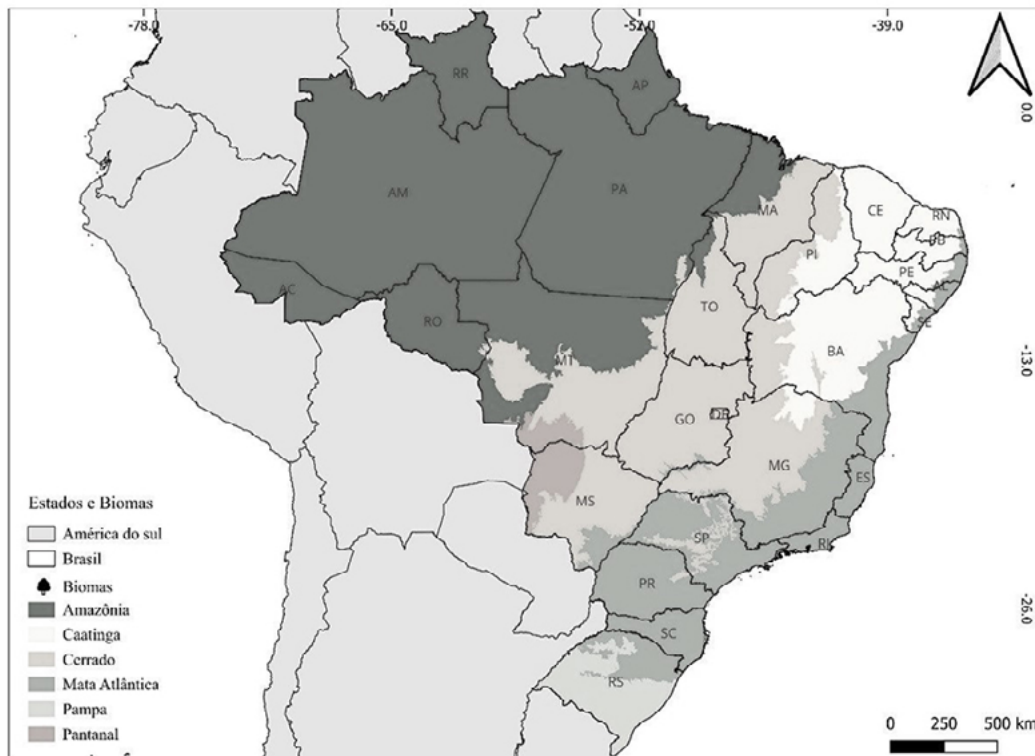 -78.0 -65.0 -52.0 -39.0
0.0
-13.0
-26.0
RR
AP
AM
PA
MA
CE
RN
PB
PI
PE
AL
SE
AC
RO
TO
BA
MT
GO
DF
MG
ES
MS
SP
RJ
PR
SC
RS
Estados e Biomas
América do sul
Brasil
Biomas
Amazônia
Caatinga
Cerrado
Mata Atlântica
Pampa
Pantanal
0 250 500 km